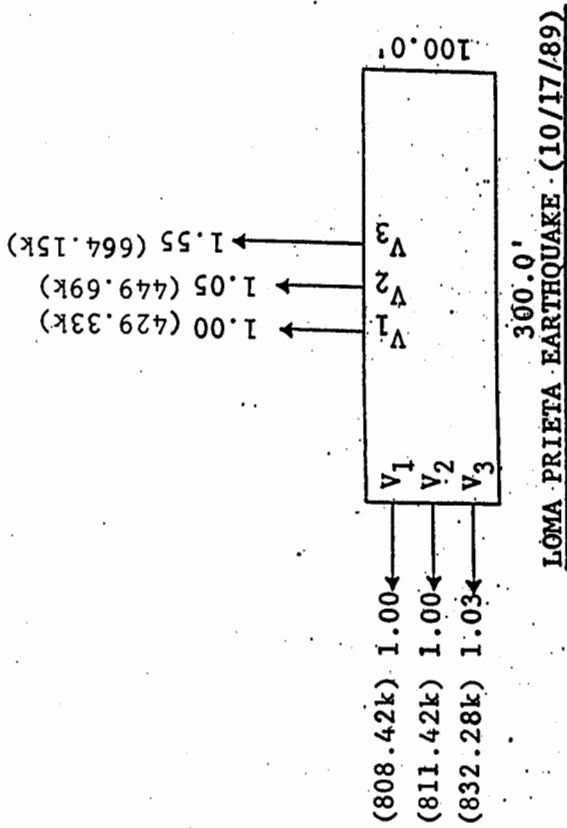 1.55 (664.15k)
1.05 (449.69k)
1.00 (429.33k)
V1
V2
V3
100.0'
(808.42k) 1.00
V1
(811.42k) 1.00
V2
(832.28k) 1.03
V3
300.0'
LOMA PRIETA EARTHQUAKE (10/17/89)